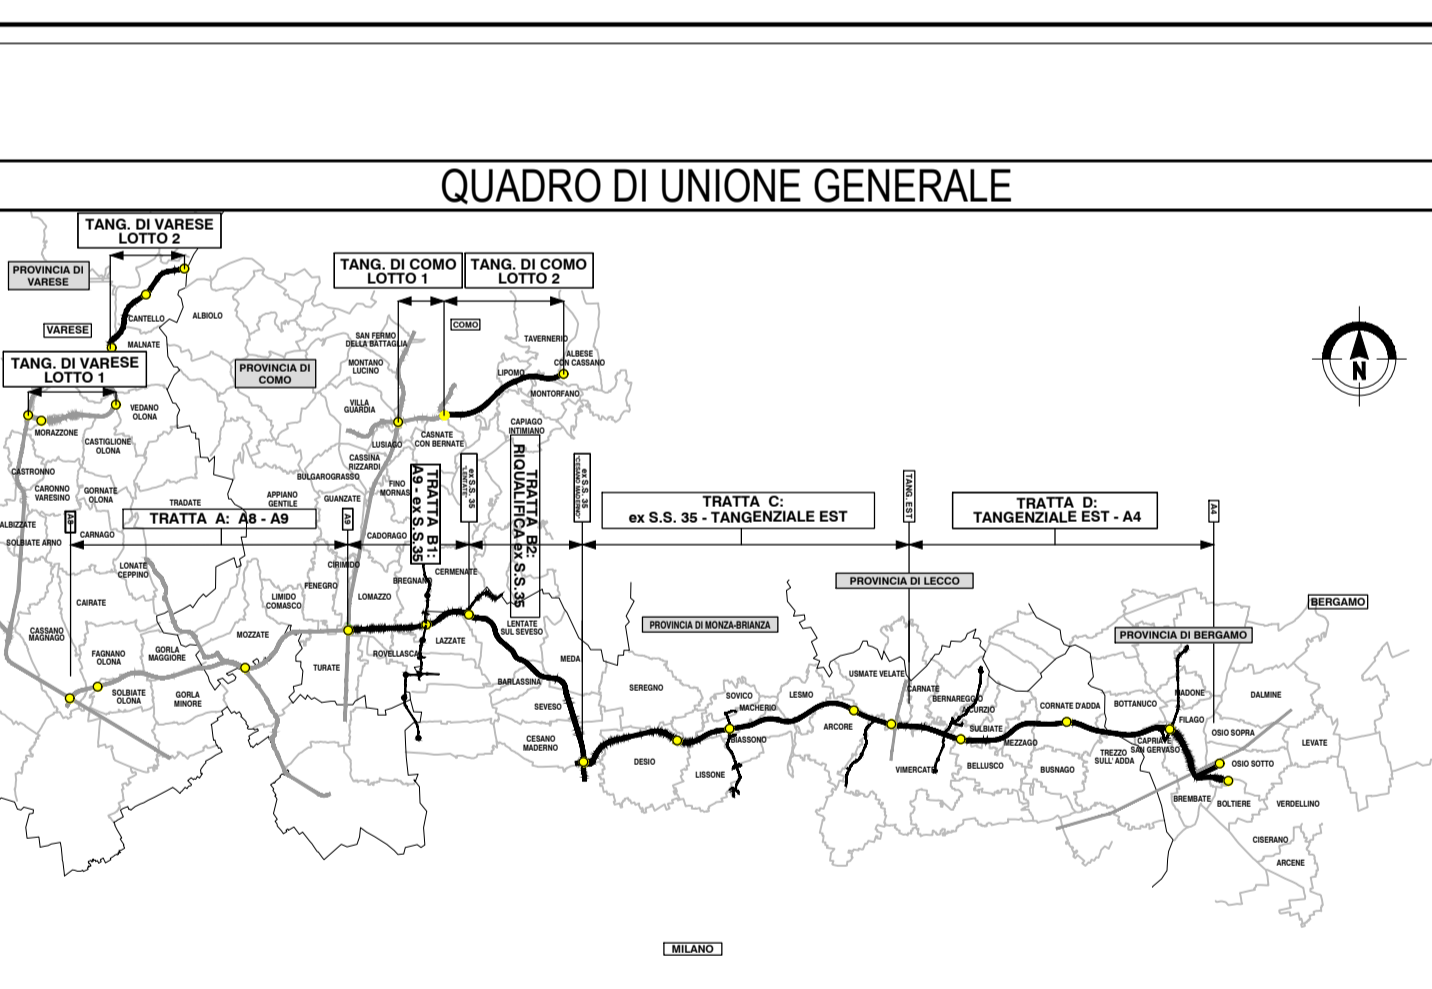 QUADRO DI UNIONE GENERALE
TANG. DI VARESE
LOTTO 2
PROVINCIA DI
VARESE
CANTELLO
ALBIOLO
VARESE
MALNATE
TANG. DI VARESE
LOTTO 1
PROVINCIA DI
COMO
TANG. DI COMO
LOTTO 1
TANG. DI COMO
LOTTO 2
COMO
SAN FERMO
DELLA BATTAGLIA
MONTANO
LUCINO
VILLA
GUARDIA
TAVERNERIO
ALBESE
CON CASSANO
LIPOMO
MONTORFANO
N
VEDANO
OLONA
MORAZZONE
CASTIGLIONE
OLONA
LUSIAGO
CASNATE
CON BERNATE
CAPIAGO
INTIMIANO
CASTRONNO
CARONNO
VARESINO
GORNATE
OLONA
TRADATE
APPIANO
GENTILE
BULGAROGRASSO
CASSINA
RIZZARDI
GUANZATE
FINO
MORNAS
ALBIZZATE
SOLBIATE ARNO
CARNAGO
A8
TRATTA A: A8 - A9
A9
CADORAGO
TRATTA B1:
A9 - ex S.S.35
ex S.S. 35
"LENTATE"
TRATTA B2:
RIQUALIFICA ex S.S.35
ex S.S. 35
"CESANO MADERNO"
TRATTA C:
ex S.S. 35 - TANGENZIALE EST
TANG. EST
TRATTA D:
TANGENZIALE EST - A4
A4
LONATE
CEPPINO
CIRIMIDO
FENEGRO
BREGNANO
CERMENATE
PROVINCIA DI LECCO
CAIRATE
LIMIDO
COMASCO
LOMAZZO
BERGAMO
CASSANO
MAGNAGO
MOZZATE
LAZZATE
LENTATE
SUL SEVESO
PROVINCIA DI MONZA-BRIANZA
PROVINCIA DI BERGAMO
FAGNANO
OLONA
GORLA
MAGGIORE
TURATE
ROVELLASCA
MEDA
SOLBIATE
OLONA
GORLA
MINORE
BARLASSINA
SEVESO
SEREGNO
SOVICO
MACHERIO
LESMO
USMATE VELATE
CARNATE
BERNAREGGIO
AICURZIO
CORNATE D'ADDA
BOTTANUCO
MADONE
DALMINE
CESANO
MADERNO
BIASSONO
ARCORE
SULBIATE
MEZZAGO
FILAGO
OSIO SOPRA
LEVATE
CAPRIATE
SAN GERVASO
TREZZO
SULL' ADDA
DESIO
LISSONE
VIMERCATE
BELLUSCO
BUSNAGO
OSIO SOTTO
BREMBATE
BOLTIERE
VERDELLINO
CISERANO
ARCENE
MILANO